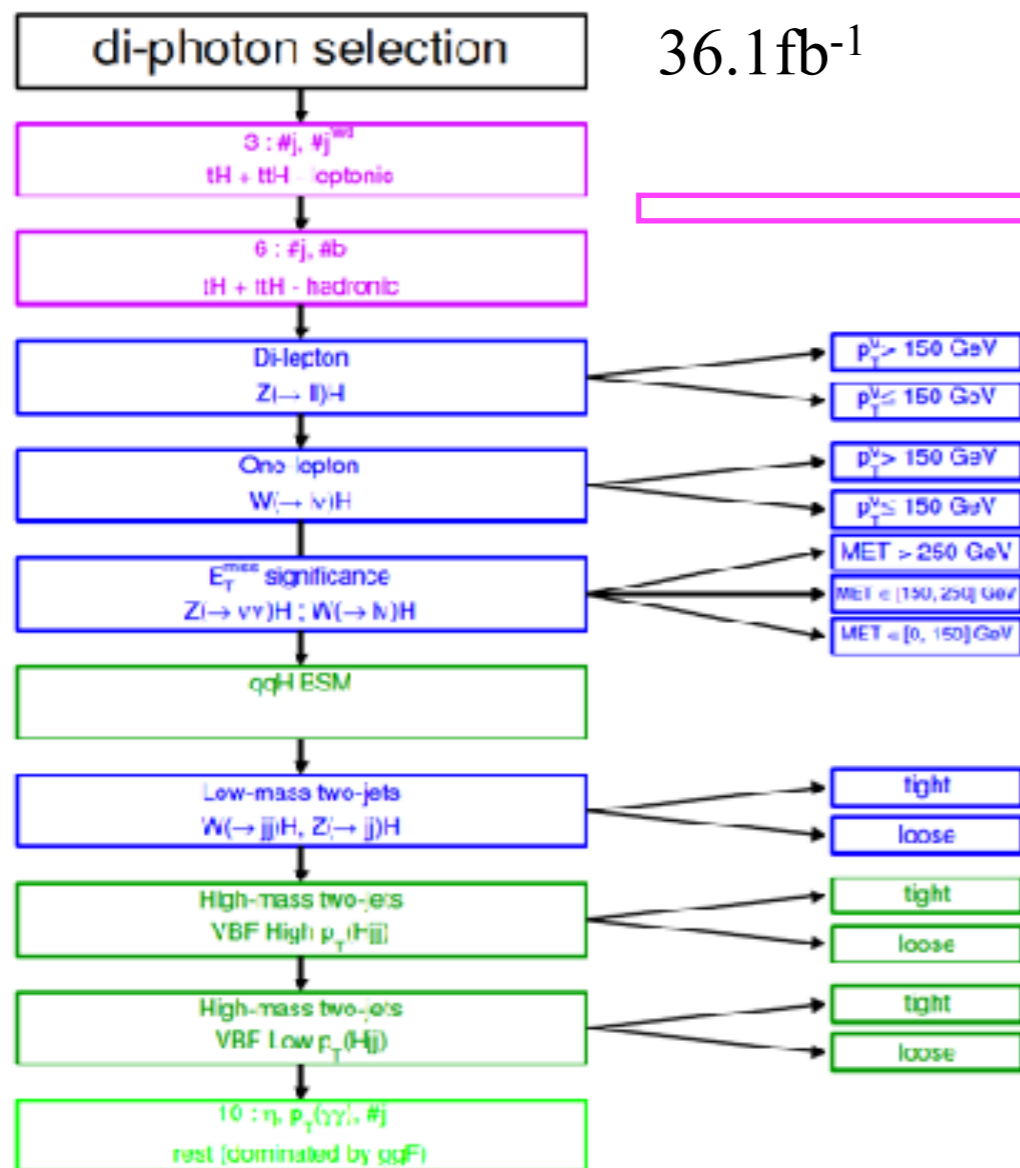 di-photon selection
36.1fb⁻¹
3 : #j, #j^fwd
tH + ttH - leptonic
6 : #j, #b
tH + ttH - hadronic
Di-lepton
Z(→ ll)H
p_T^V > 150 GeV
p_T^V ≤ 150 GeV
One-lepton
W(→ lν)H
p_T^V > 150 GeV
p_T^V ≤ 150 GeV
E_T^miss significance
Z(→ νν)H ; W(→ lν)H
MET > 250 GeV
MET ∈ [150, 250] GeV
MET ∈ [0, 150] GeV
qqH BSM
Low-mass two-jets
W(→ jj)H, Z(→ jj)H
tight
loose
High-mass two-jets
VBF High p_T(Hjj)
tight
loose
High-mass two-jets
VBF Low p_T(Hjj)
tight
loose
10 : η, p_T(γγ), #j
rest (dominated by ggF)